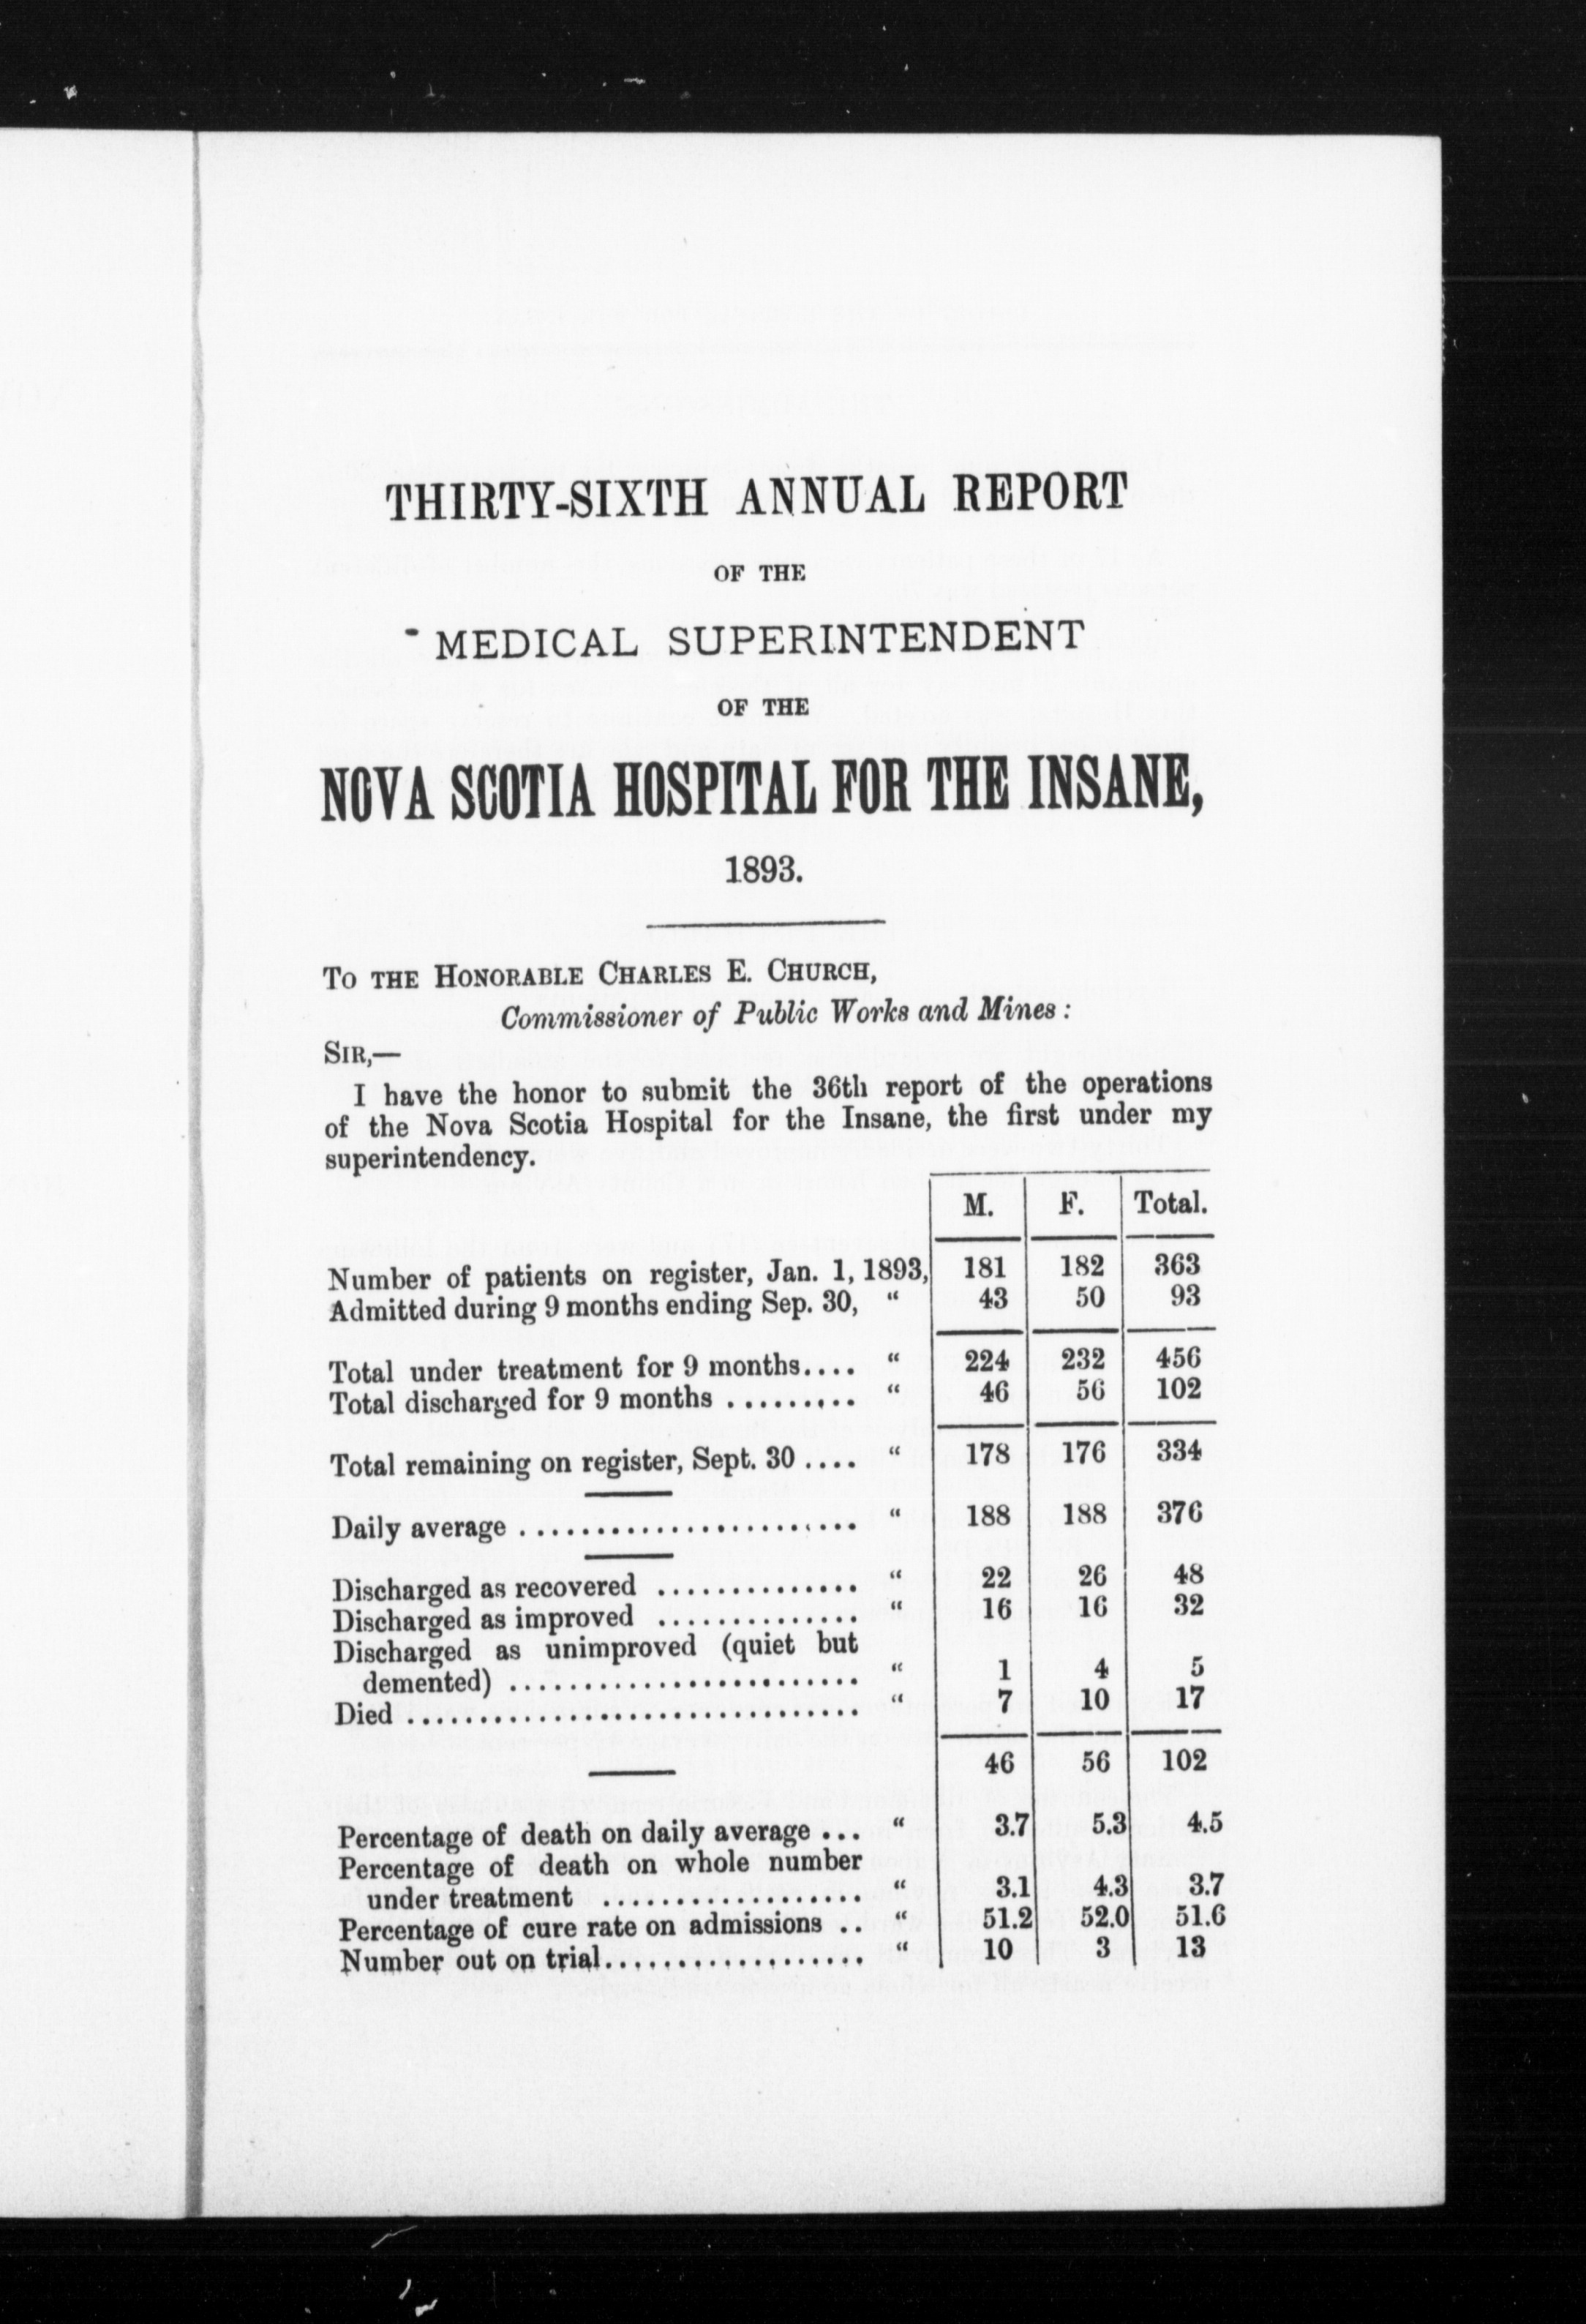 THIRTY-SIXTH ANNUAL REPORT
OF THE
MEDICAL SUPERINTENDENT
OF THE
NOVA SCOTIA HOSPITAL FOR THE INSANE,
1893.
TO THE HONORABLE CHARLES E. CHURCH,
Commissioner of Public Works and Mines:
SIR,—
I have the honor to submit the 36th report of the operations
of the Nova Scotia Hospital for the Insane, the first under my
superintendency.
M. F. Total.
Number of patients on register, Jan. 1, 1893, 181 182 363
Admitted during 9 months ending Sep. 30, “ 43 50 93
Total under treatment for 9 months.... “ 224 232 456
Total discharged for 9 months ......... “ 46 56 102
Total remaining on register, Sept. 30 .... “ 178 176 334
Daily average ....................... “ 188 188 376
Discharged as recovered .............. “ 22 26 48
Discharged as improved .............. “ 16 16 32
Discharged as unimproved (quiet but
demented) ........................ “ 1 4 5
Died ............................... “ 7 10 17
46 56 102
Percentage of death on daily average ... “ 3.7 5.3 4.5
Percentage of death on whole number
under treatment .................. “ 3.1 4.3 3.7
Percentage of cure rate on admissions .. “ 51.2 52.0 51.6
Number out on trial.................. “ 10 3 13